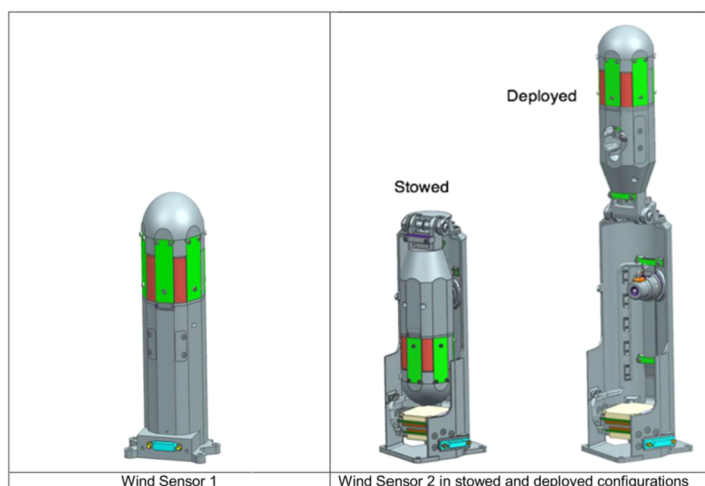 Deployed
Stowed
Wind Sensor 1
Wind Sensor 2 in stowed and deployed configurations